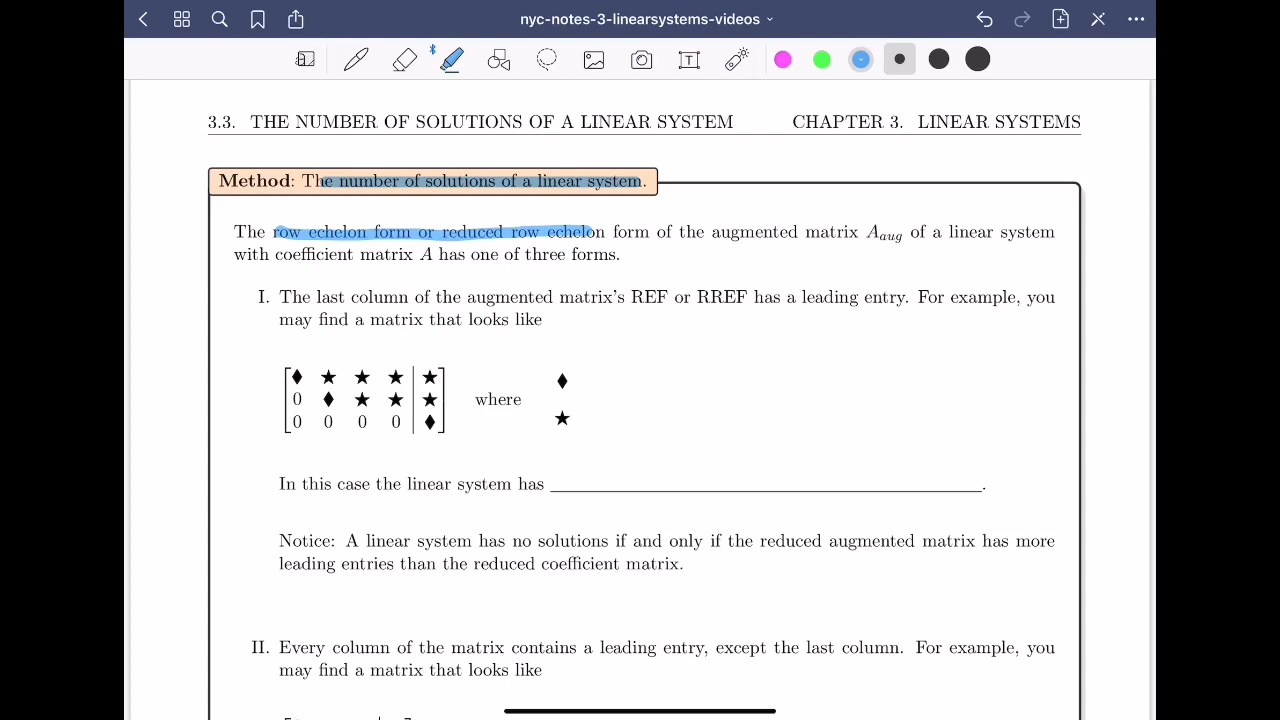 nyc-notes-3-linearsystems-videos
3.3. THE NUMBER OF SOLUTIONS OF A LINEAR SYSTEM CHAPTER 3. LINEAR SYSTEMS
Method: The number of solutions of a linear system.
The row echelon form or reduced row echelon form of the augmented matrix A_aug of a linear system
with coefficient matrix A has one of three forms.
I. The last column of the augmented matrix's REF or RREF has a leading entry. For example, you
may find a matrix that looks like
♦ ★ ★ ★ | ★
0 ♦ ★ ★ | ★
0 0 0 0 | ♦
where
♦
★
In this case the linear system has ____.
Notice: A linear system has no solutions if and only if the reduced augmented matrix has more
leading entries than the reduced coefficient matrix.
II. Every column of the matrix contains a leading entry, except the last column. For example, you
may find a matrix that looks like